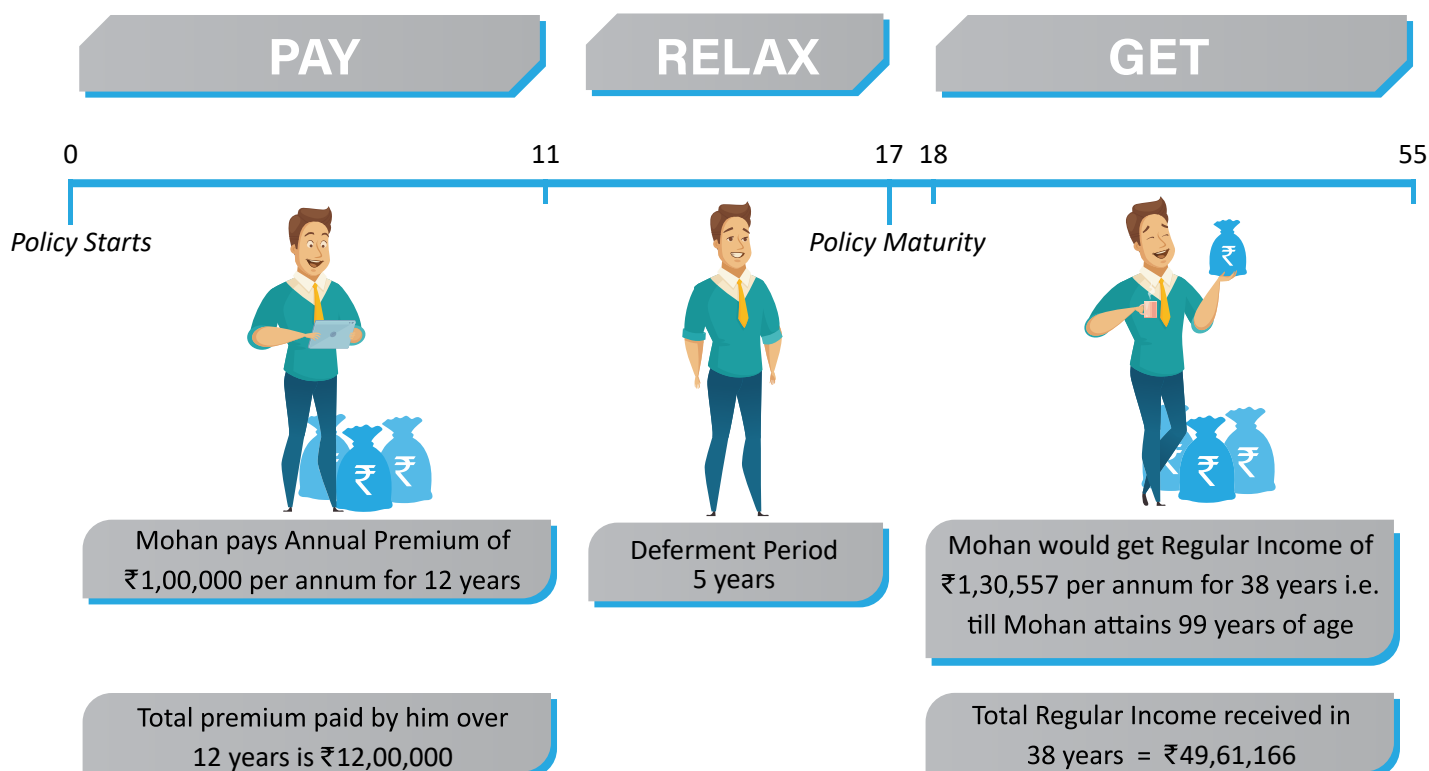 PAY
RELAX
GET
0
11
17
18
55
Policy Starts
Policy Maturity
₹
₹
₹
₹
₹
₹
₹
Mohan pays Annual Premium of
₹1,00,000 per annum for 12 years
Deferment Period
5 years
Mohan would get Regular Income of
₹1,30,557 per annum for 38 years i.e.
till Mohan attains 99 years of age
Total premium paid by him over
12 years is ₹12,00,000
Total Regular Income received in
38 years = ₹49,61,166